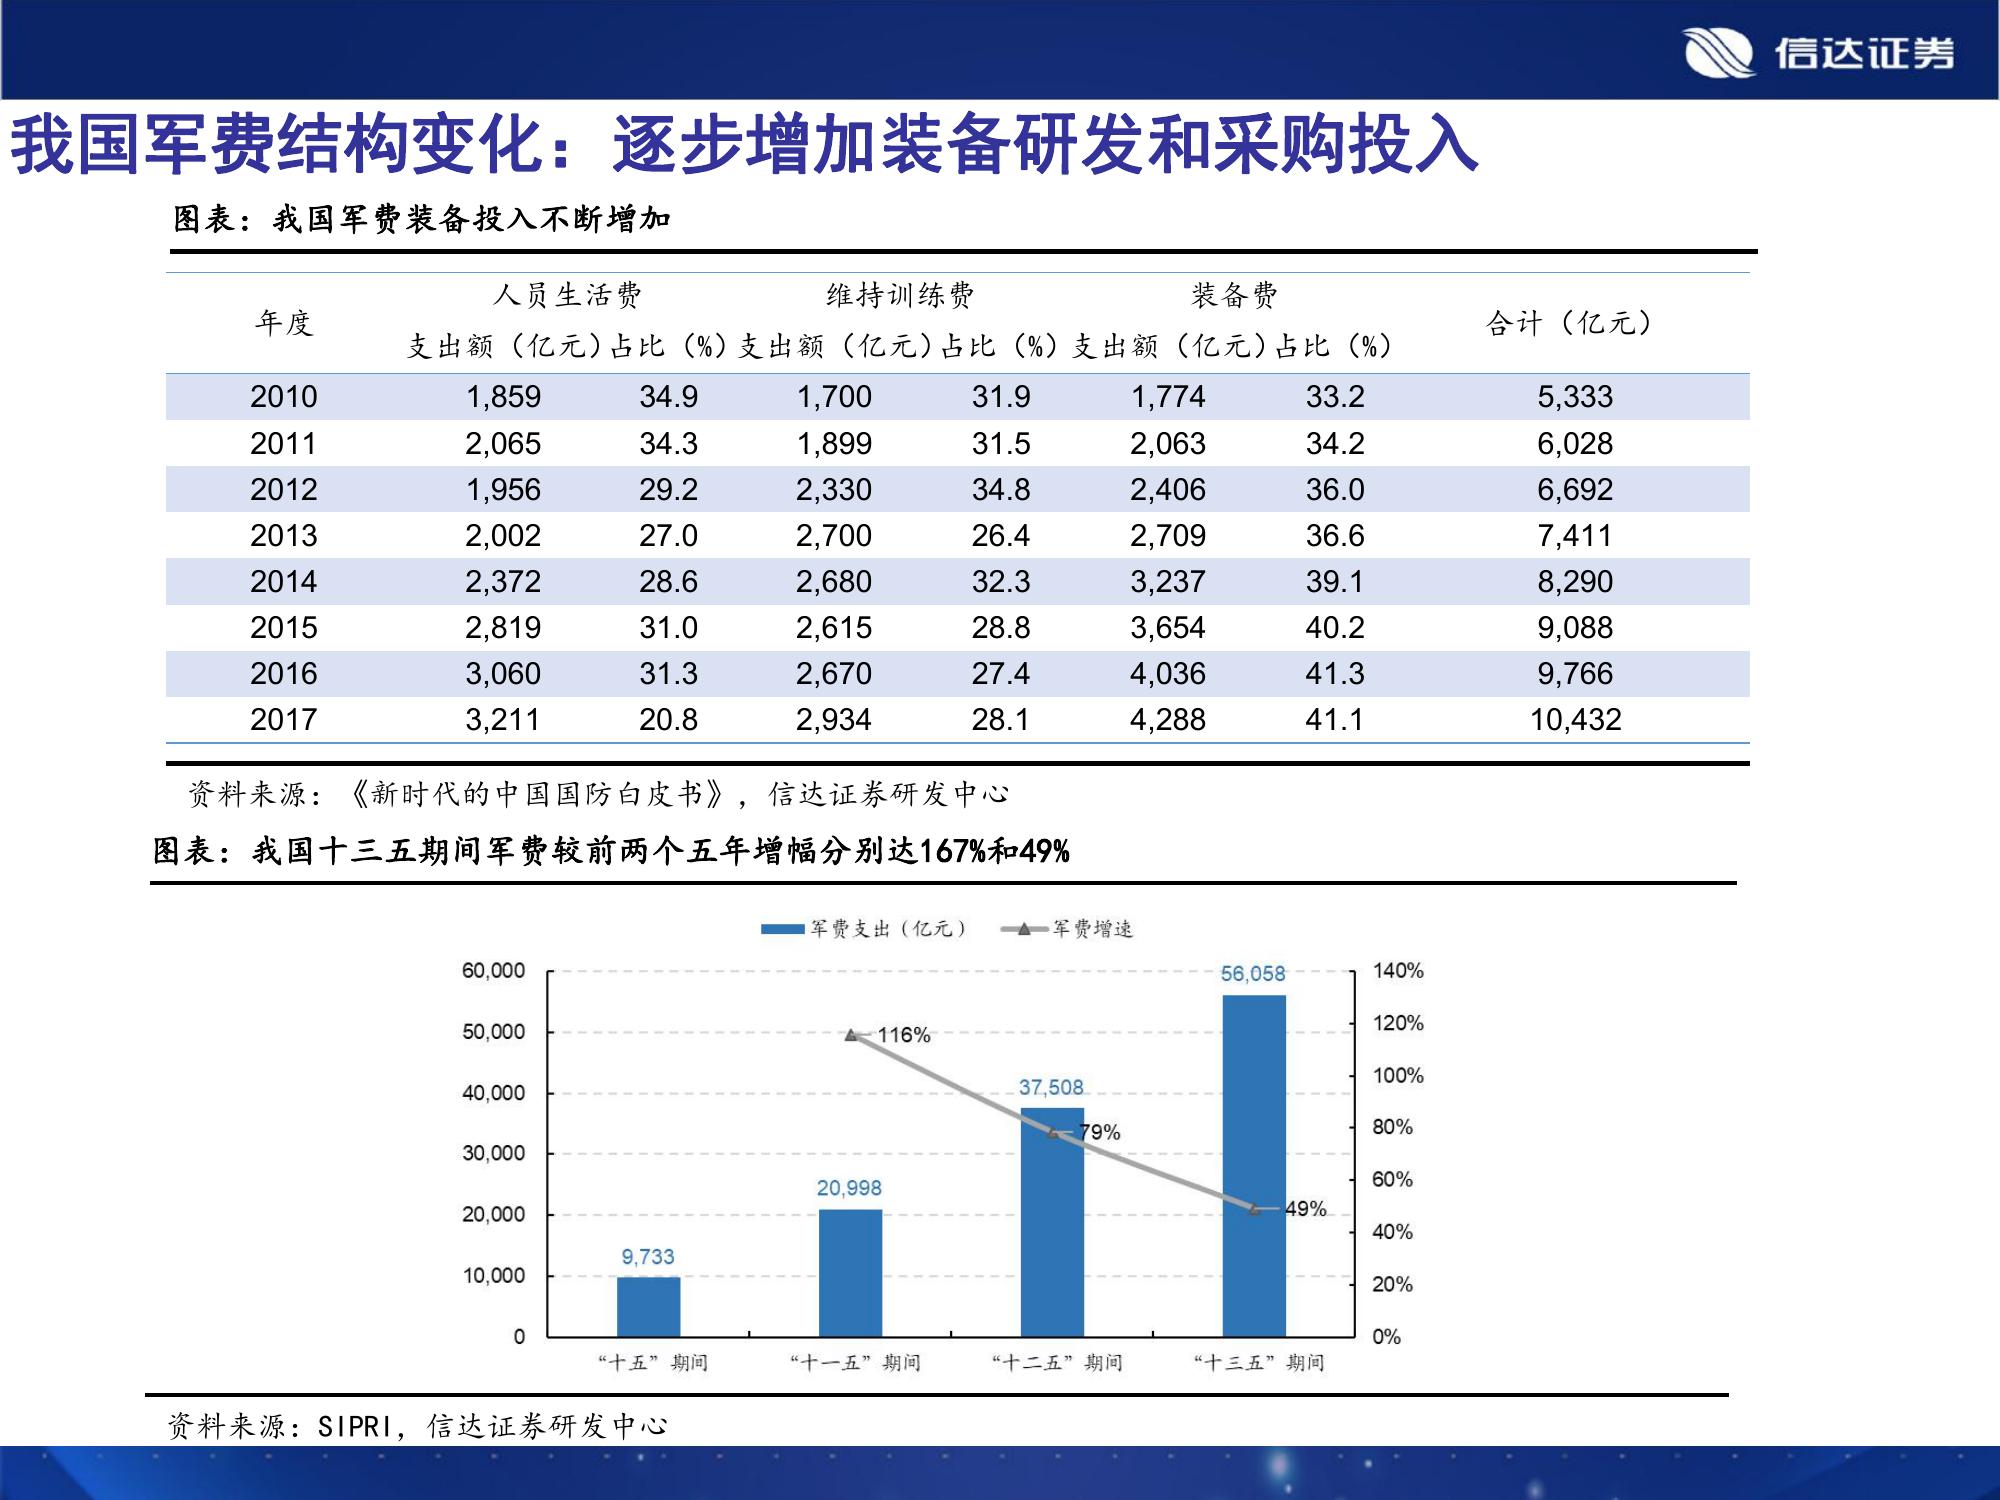 信达证券
我国军费结构变化：逐步增加装备研发和采购投入
图表：我国军费装备投入不断增加
年度 人员生活费 维持训练费 装备费 合计（亿元）
支出额（亿元） 占比（%） 支出额（亿元） 占比（%） 支出额（亿元） 占比（%）
2010 1,859 34.9 1,700 31.9 1,774 33.2 5,333
2011 2,065 34.3 1,899 31.5 2,063 34.2 6,028
2012 1,956 29.2 2,330 34.8 2,406 36.0 6,692
2013 2,002 27.0 2,700 26.4 2,709 36.6 7,411
2014 2,372 28.6 2,680 32.3 3,237 39.1 8,290
2015 2,819 31.0 2,615 28.8 3,654 40.2 9,088
2016 3,060 31.3 2,670 27.4 4,036 41.3 9,766
2017 3,211 20.8 2,934 28.1 4,288 41.1 10,432
资料来源：《新时代的中国国防白皮书》，信达证券研发中心
图表：我国十三五期间军费较前两个五年增幅分别达167%和49%
军费支出（亿元） 军费增速
60,000 56,058 140%
50,000 116% 120%
40,000 37,508 100%
79% 80%
30,000 60%
20,998
20,000 49% 40%
9,733
10,000 20%
0 0%
“十五”期间 “十一五”期间 “十二五”期间 “十三五”期间
资料来源：SIPRI，信达证券研发中心